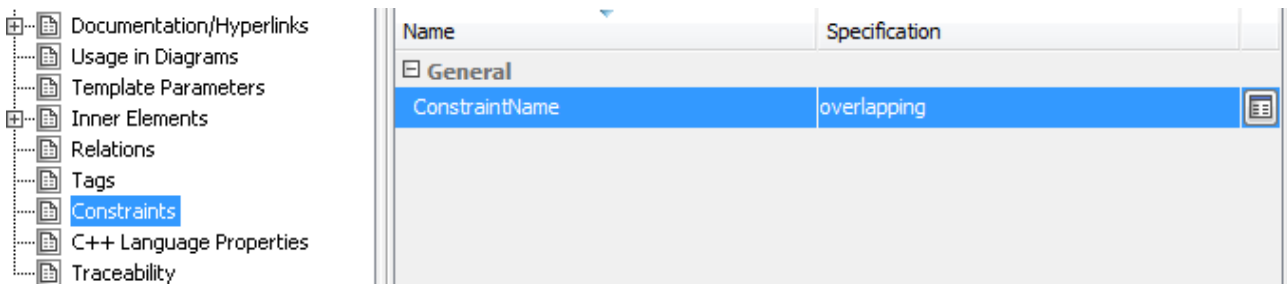 Documentation/Hyperlinks
Usage in Diagrams
Template Parameters
Inner Elements
Relations
Tags
Constraints
C++ Language Properties
Traceability
Name Specification
General
ConstraintName overlapping